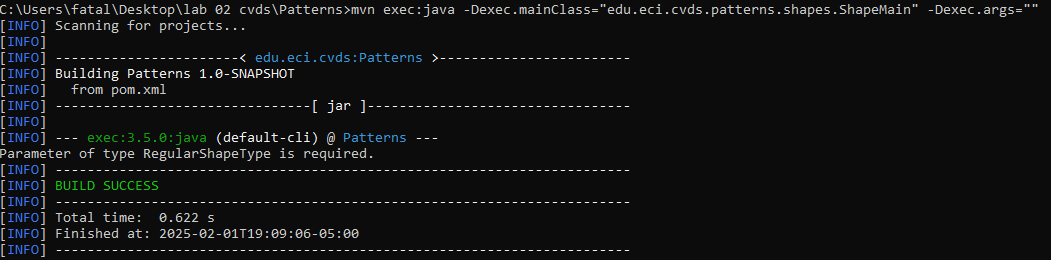 C:\Users\fatal\Desktop\lab 02 cvds\Patterns>mvn exec:java -Dexec.mainClass="edu.eci.cvds.patterns.shapes.ShapeMain" -Dexec.args=""
[INFO] Scanning for projects...
[INFO]
[INFO] ------------------------< edu.eci.cvds:Patterns >------------------------
[INFO] Building Patterns 1.0-SNAPSHOT
[INFO]   from pom.xml
[INFO] --------------------------------[ jar ]---------------------------------
[INFO]
[INFO] --- exec:3.5.0:java (default-cli) @ Patterns ---
Parameter of type RegularShapeType is required.
[INFO] ------------------------------------------------------------------------
[INFO] BUILD SUCCESS
[INFO] ------------------------------------------------------------------------
[INFO] Total time:  0.622 s
[INFO] Finished at: 2025-02-01T19:09:06-05:00
[INFO] ------------------------------------------------------------------------